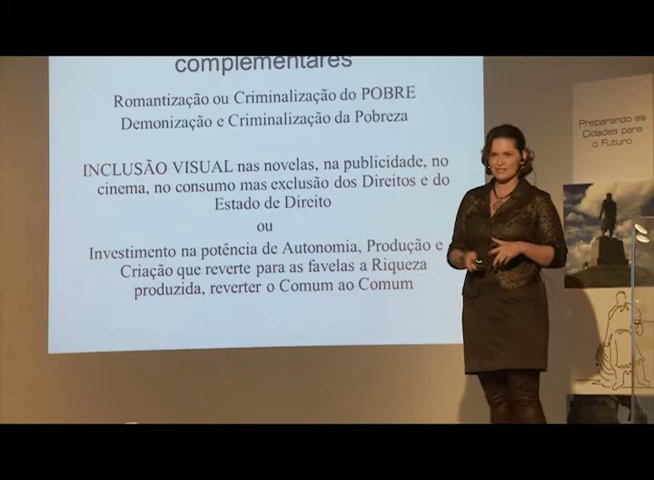 complementares
Romantização ou Criminalização do POBRE
Demonização e Criminalização da Pobreza
INCLUSÃO VISUAL nas novelas, na publicidade, no
cinema, no consumo mas exclusão dos Direitos e do
Estado de Direito
ou
Investimento na potência de Autonomia, Produção e
Criação que reverte para as favelas a Riqueza
produzida, reverter o Comum ao Comum
Preparando as
Cidades para
o Futuro